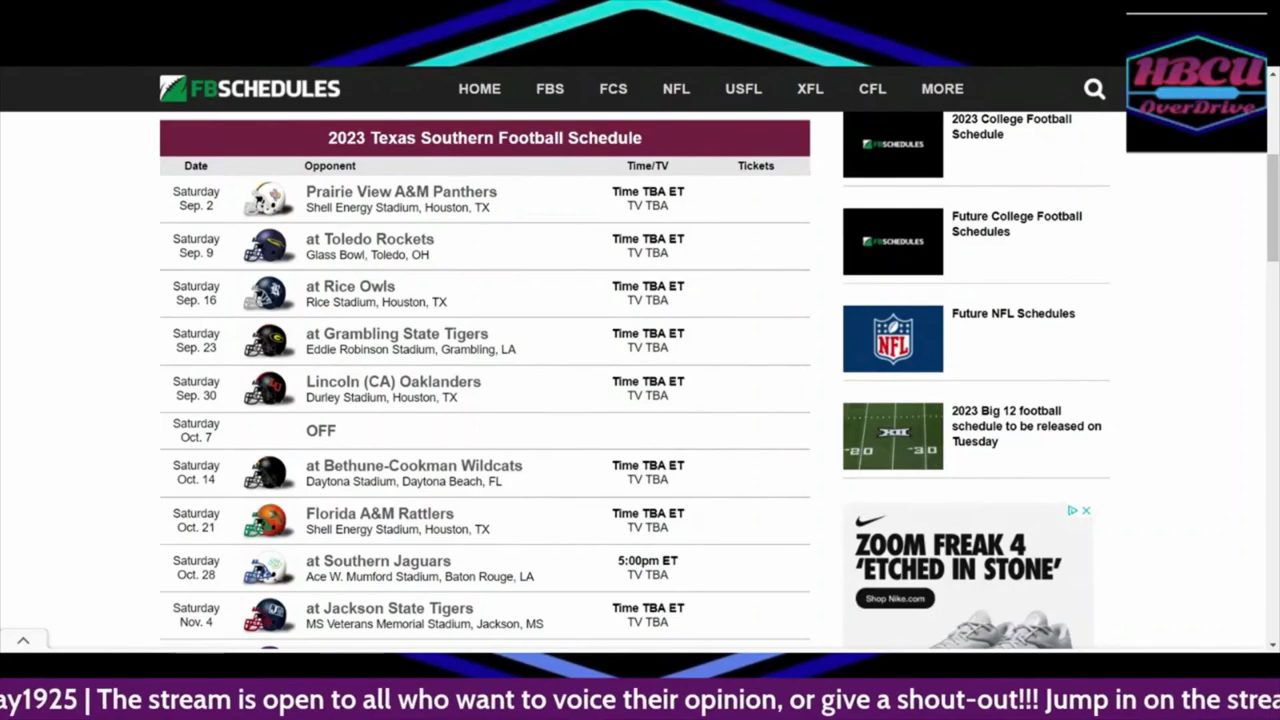 FBSCHEDULES
HOME FBS FCS NFL USFL XFL CFL MORE
HBCU
OverDrive
2023 Texas Southern Football Schedule
Date Opponent Time/TV Tickets
Saturday Sep. 2
Prairie View A&M Panthers
Shell Energy Stadium, Houston, TX
Time TBA ET
TV TBA
Saturday Sep. 9
at Toledo Rockets
Glass Bowl, Toledo, OH
Time TBA ET
TV TBA
Saturday Sep. 16
at Rice Owls
Rice Stadium, Houston, TX
Time TBA ET
TV TBA
Saturday Sep. 23
at Grambling State Tigers
Eddie Robinson Stadium, Grambling, LA
Time TBA ET
TV TBA
Saturday Sep. 30
Lincoln (CA) Oaklanders
Durley Stadium, Houston, TX
Time TBA ET
TV TBA
Saturday Oct. 7
OFF
Saturday Oct. 14
at Bethune-Cookman Wildcats
Daytona Stadium, Daytona Beach, FL
Time TBA ET
TV TBA
Saturday Oct. 21
Florida A&M Rattlers
Shell Energy Stadium, Houston, TX
Time TBA ET
TV TBA
Saturday Oct. 28
at Southern Jaguars
Ace W. Mumford Stadium, Baton Rouge, LA
5:00pm ET
TV TBA
Saturday Nov. 4
at Jackson State Tigers
MS Veterans Memorial Stadium, Jackson, MS
Time TBA ET
TV TBA
FBSCHEDULES
2023 College Football
Schedule
FBSCHEDULES
Future College Football
Schedules
NFL
Future NFL Schedules
XII
20 30
2023 Big 12 football
schedule to be released on
Tuesday
ZOOM FREAK 4
'ETCHED IN STONE'
Shop Nike.com
ay1925 | The stream is open to all who want to voice their opinion, or give a shout-out!!! Jump in on the strea